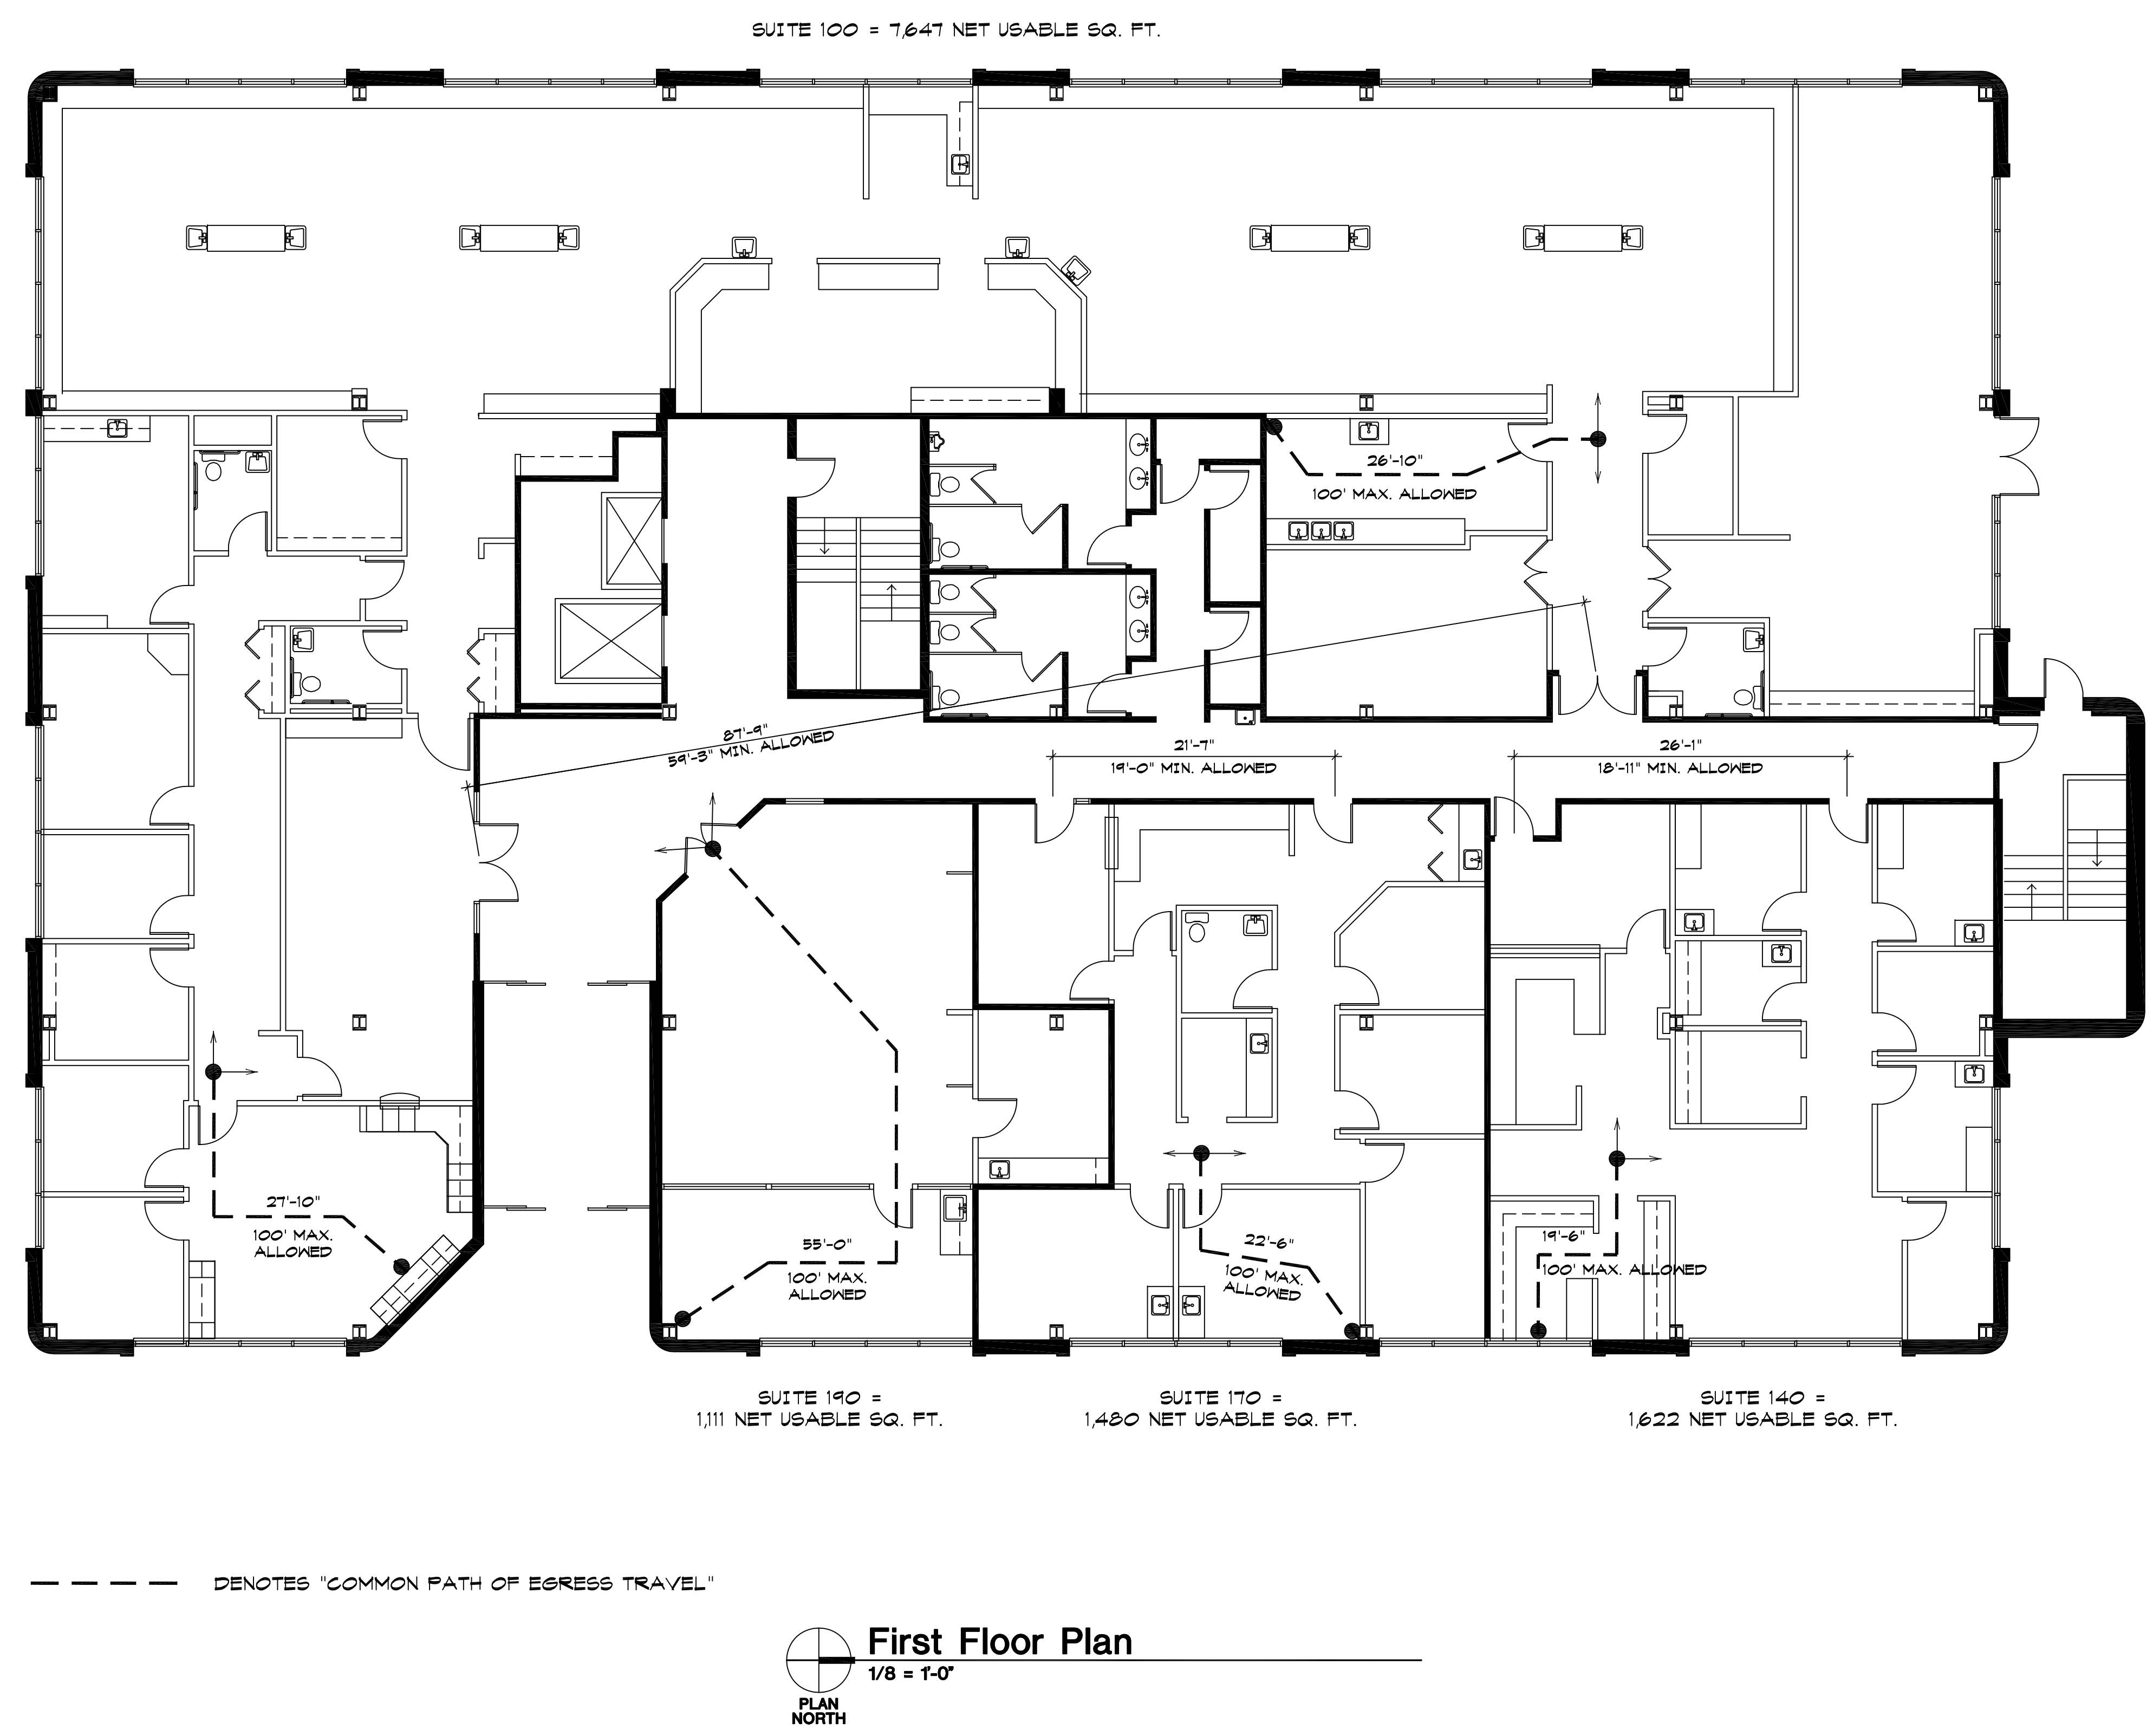 SUITE 100 = 7,647 NET USABLE SQ. FT.
26'-10"
100' MAX. ALLOWED
87'-9"
59'-3" MIN. ALLOWED
21'-7"
19'-0" MIN. ALLOWED
26'-1"
18'-11" MIN. ALLOWED
27'-10"
100' MAX.
ALLOWED
55'-0"
100' MAX.
ALLOWED
22'-6"
100' MAX.
ALLOWED
19'-6"
100' MAX. ALLOWED
SUITE 190 =
1,111 NET USABLE SQ. FT.
SUITE 170 =
1,480 NET USABLE SQ. FT.
SUITE 140 =
1,622 NET USABLE SQ. FT.
DENOTES "COMMON PATH OF EGRESS TRAVEL"
First Floor Plan
1/8 = 1'-0"
PLAN
NORTH